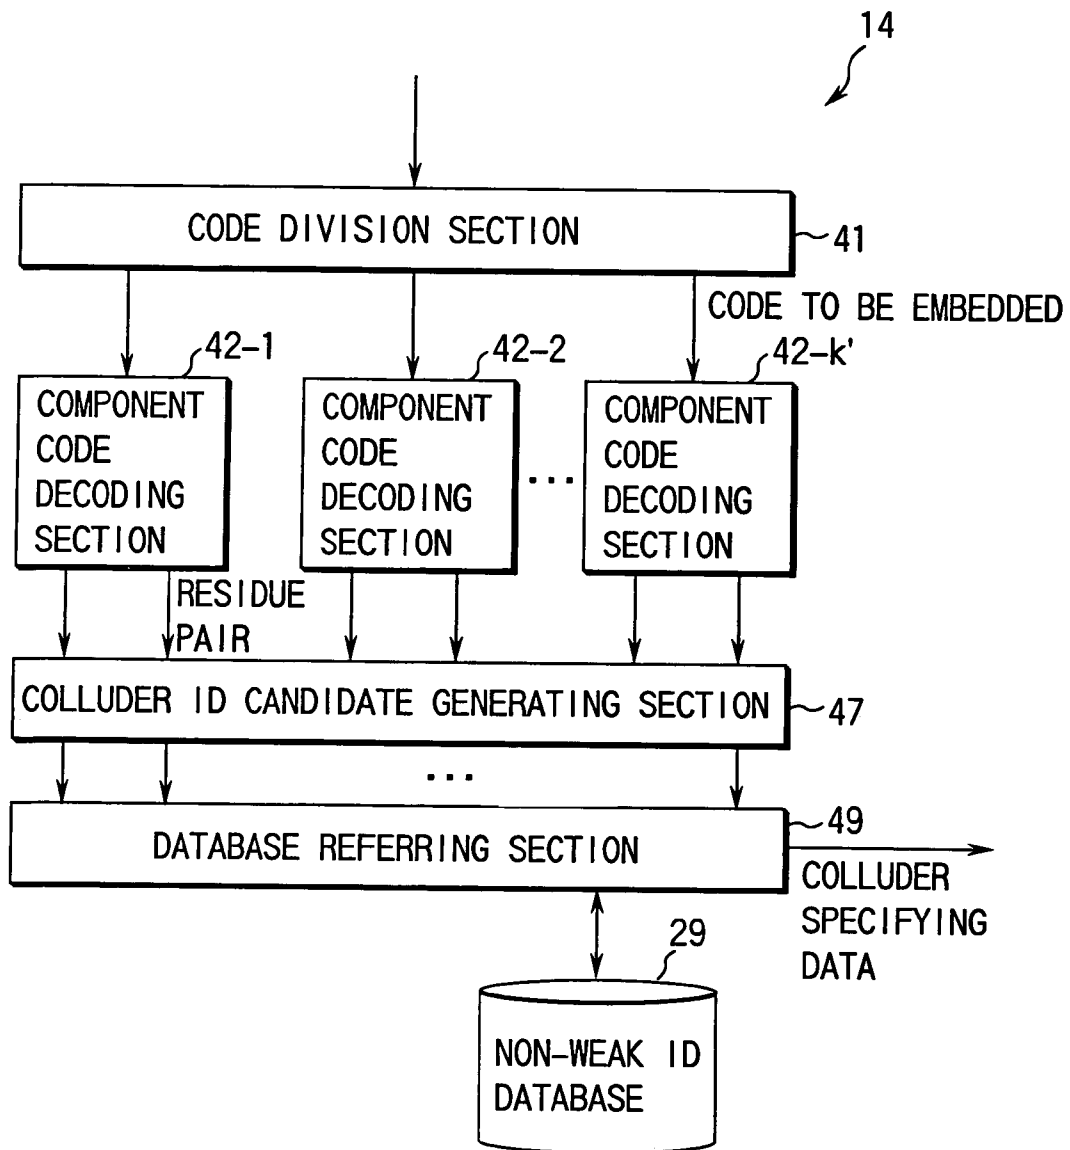 14
CODE DIVISION SECTION
41
CODE TO BE EMBEDDED
42-1
42-2
42-k'
COMPONENT
CODE
DECODING
SECTION
COMPONENT
CODE
DECODING
SECTION
...
COMPONENT
CODE
DECODING
SECTION
RESIDUE
PAIR
COLLUDER ID CANDIDATE GENERATING SECTION
47
...
DATABASE REFERRING SECTION
49
COLLUDER
SPECIFYING
DATA
29
NON-WEAK ID
DATABASE